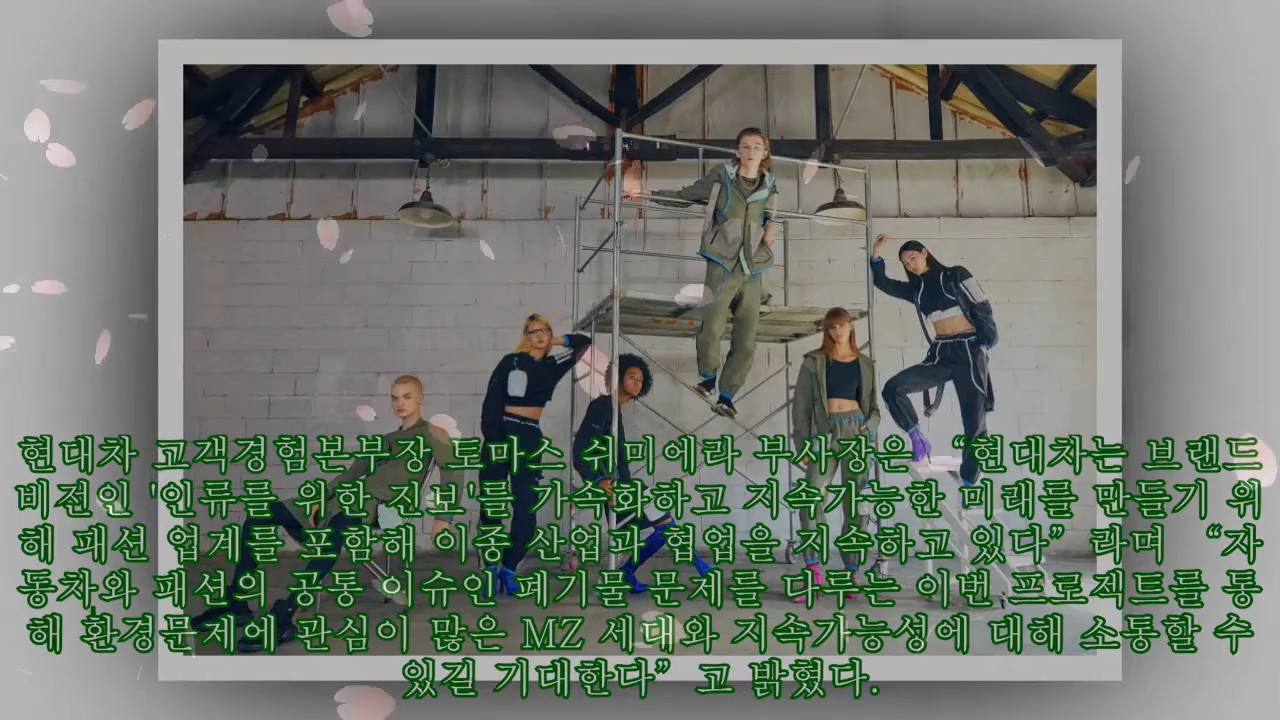 현대차 고객경험본부장 토마스 쉬미에라 부사장은 “현대차는 브랜드
비전인 '인류를 위한 진보'를 가속화하고 지속가능한 미래를 만들기 위
해 패션 업계를 포함해 이종 산업과 협업을 지속하고 있다” 라며 “자
동차와 패션의 공통 이슈인 폐기물 문제를 다루는 이번 프로젝트를 통
해 환경문제에 관심이 많은 MZ 세대와 지속가능성에 대해 소통할 수
있길 기대한다” 고 밝혔다.